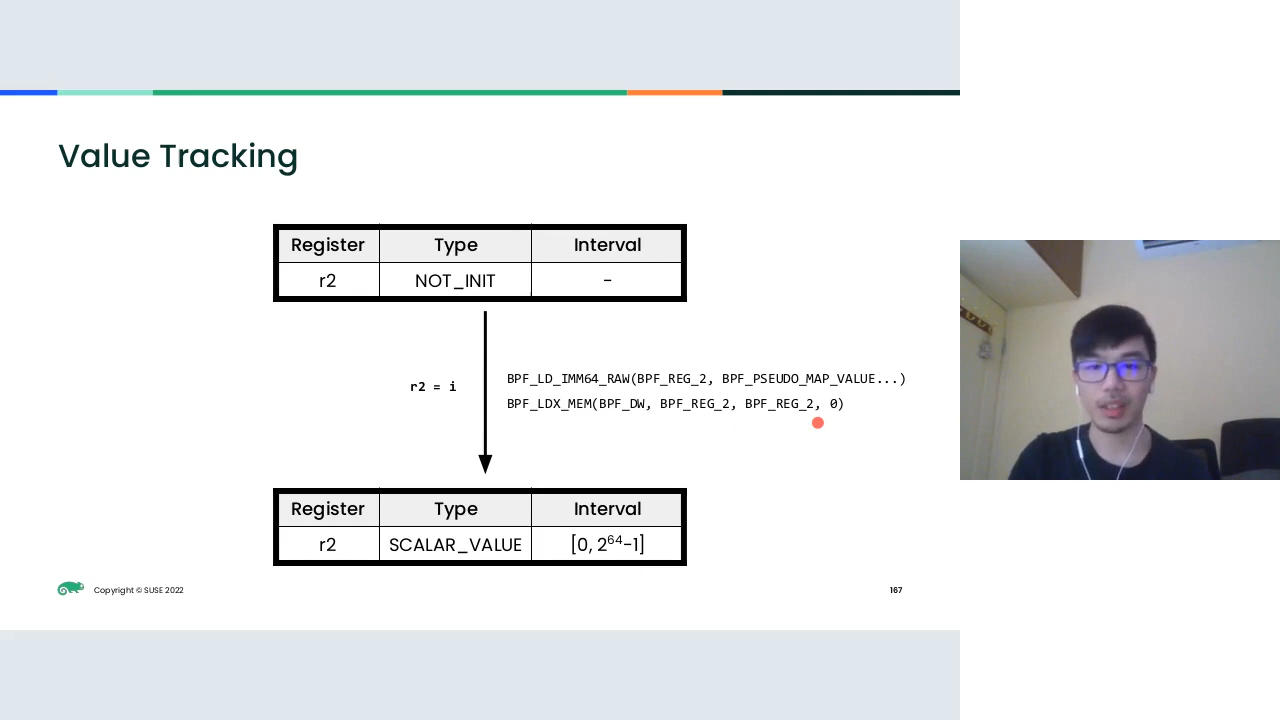 Value Tracking
Register Type Interval
r2 NOT_INIT -
r2 = i
BPF_LD_IMM64_RAW(BPF_REG_2, BPF_PSEUDO_MAP_VALUE...)
BPF_LDX_MEM(BPF_DW, BPF_REG_2, BPF_REG_2, 0)
Register Type Interval
r2 SCALAR_VALUE [0, 2⁶⁴-1]
Copyright © SUSE 2022
167